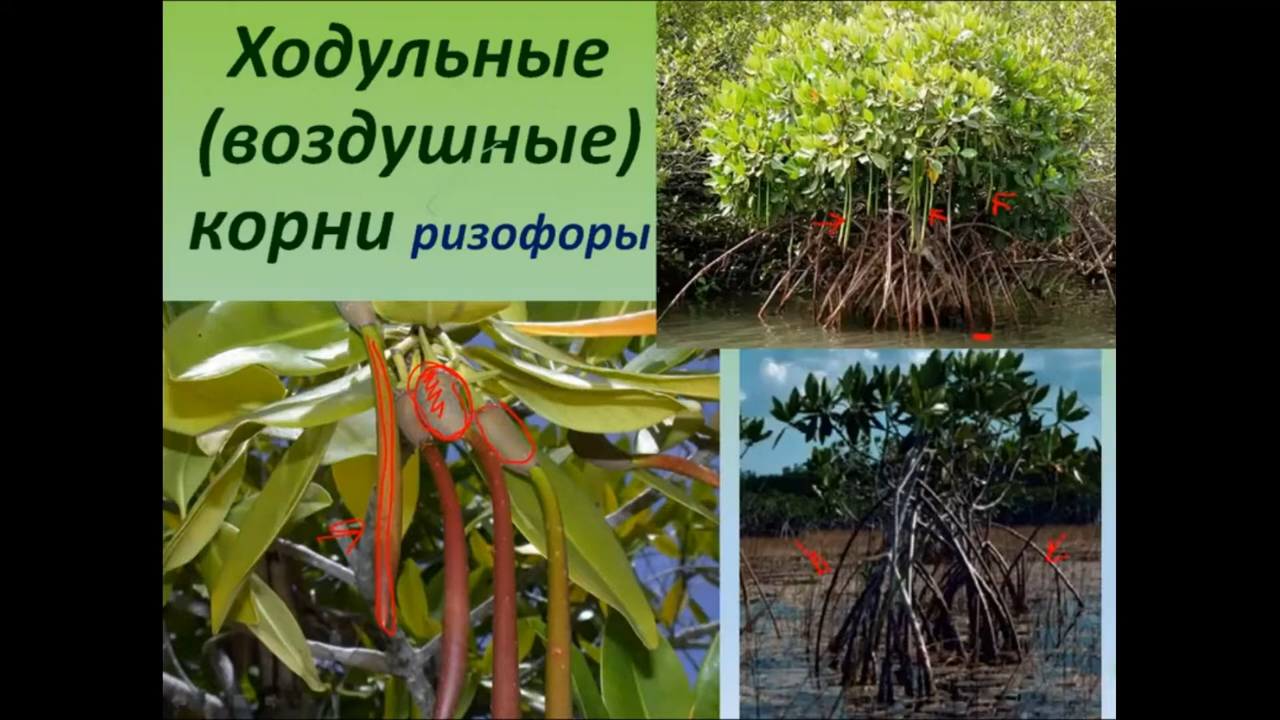 Ходульные
(воздушные)
корни ризофоры